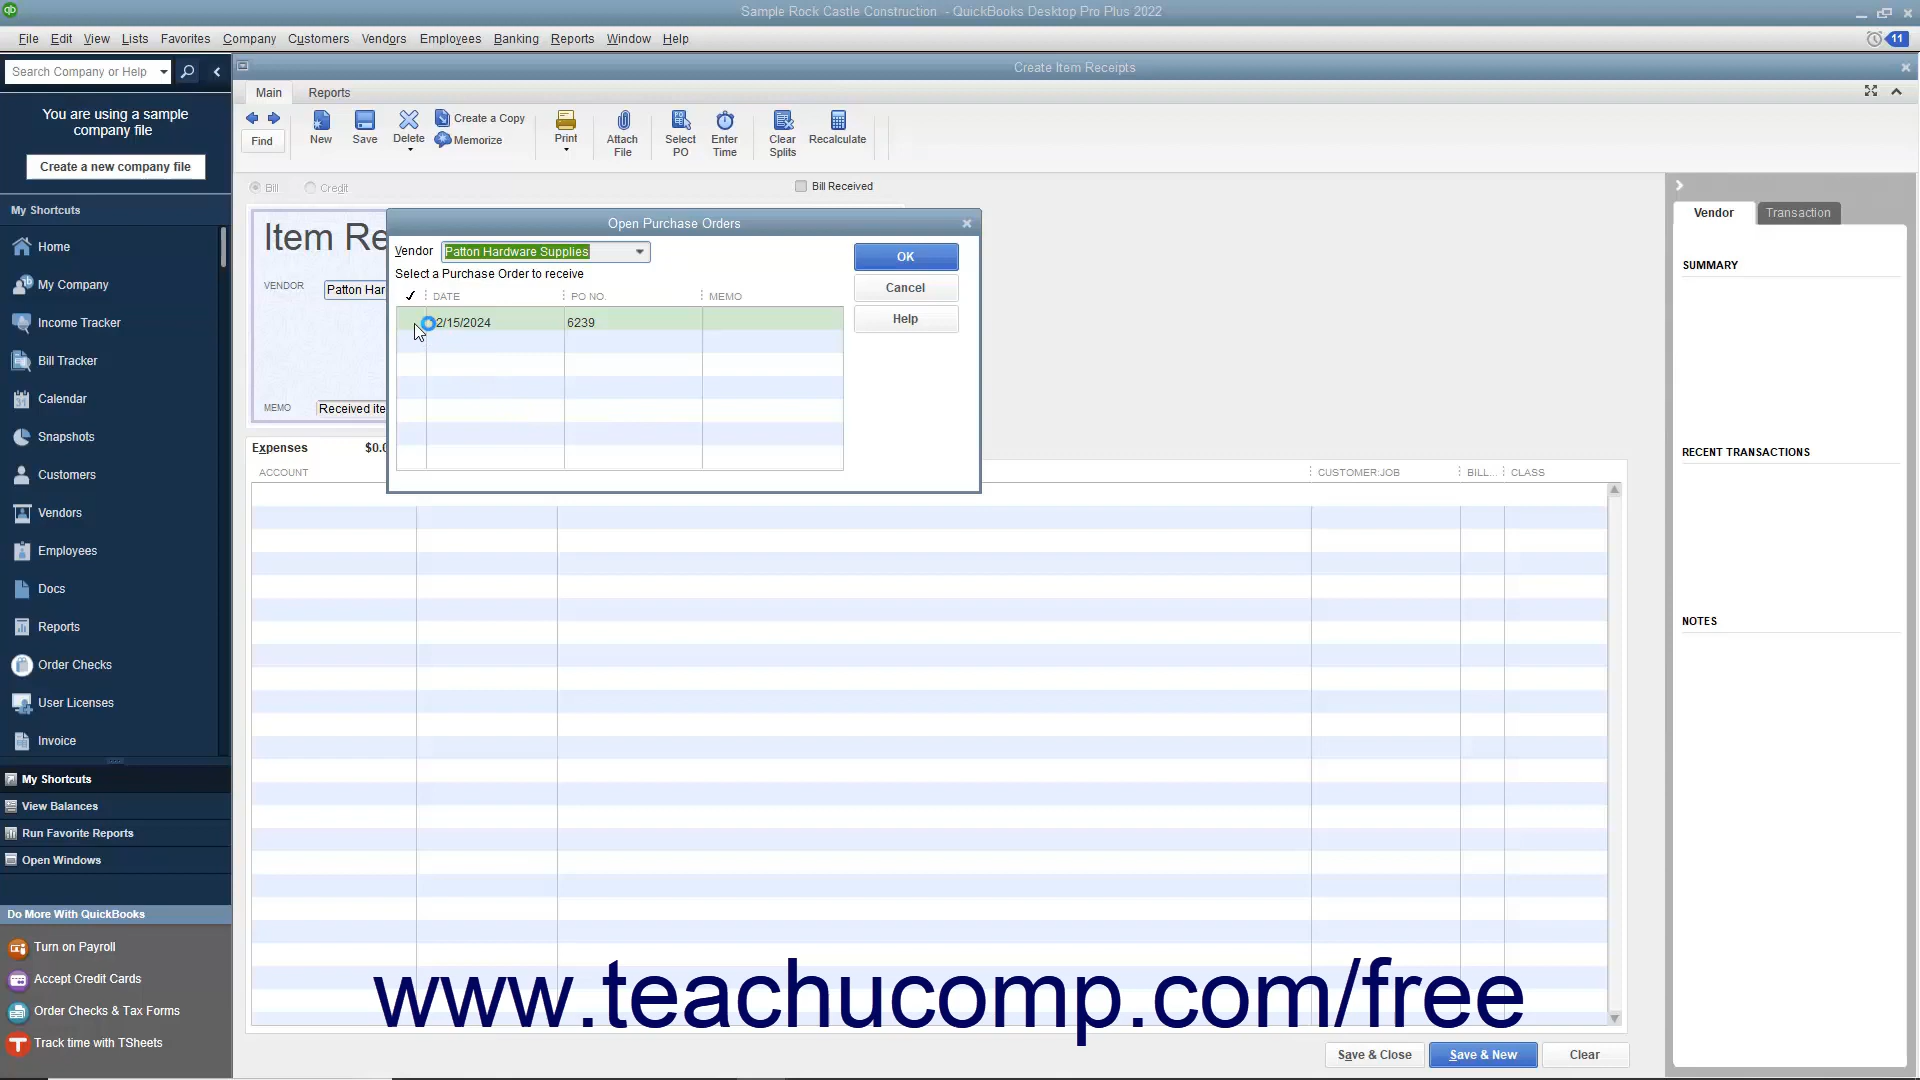 Sample Rock Castle Construction - QuickBooks Desktop Pro Plus 2022
File Edit View Lists Favorites Company Customers Vendors Employees Banking Reports Window Help
11
Search Company or Help
Create Item Receipts
You are using a sample
company file
Create a new company file
Main Reports
Find
New
Save
Delete
Create a Copy
Memorize
Print
Attach
File
Select
PO
Enter
Time
Clear
Splits
Recalculate
My Shortcuts
Home
My Company
Income Tracker
Bill Tracker
Calendar
31
Snapshots
Customers
Vendors
Employees
Docs
Reports
Order Checks
User Licenses
Invoice
My Shortcuts
View Balances
Run Favorite Reports
Open Windows
Do More With QuickBooks
Turn on Payroll
Accept Credit Cards
Order Checks & Tax Forms
Track time with TSheets
Bill Credit
Bill Received
Item Re
VENDOR Patton Har
MEMO Received ite
Open Purchase Orders
Vendor Patton Hardware Supplies
Select a Purchase Order to receive
DATE PO NO. MEMO
2/15/2024 6239
OK
Cancel
Help
Expenses $0.0
ACCOUNT CUSTOMER:JOB BILL... CLASS
Vendor Transaction
SUMMARY
RECENT TRANSACTIONS
NOTES
www.teachucomp.com/free
Save & Close Save & New Clear